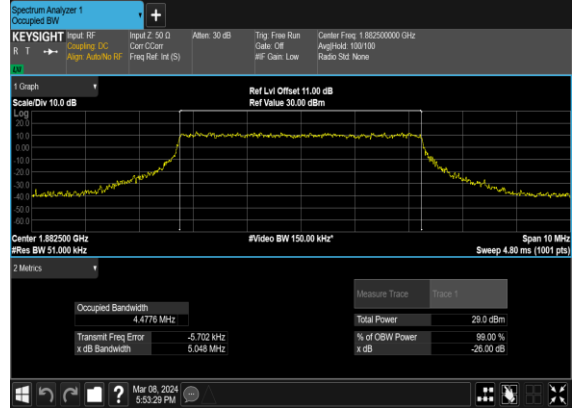 Spectrum Analyzer 1
Occupied BW
KEYSIGHT Input: RF Input Z: 50 Ω Atten: 30 dB Trig: Free Run Center Freq: 1.882500000 GHz
R T Coupling: DC Corr CCorr Gate: Off Avg|Hold: 100/100
Align: Auto/No RF Freq Ref: Int (S) #IF Gain: Low Radio Std: None
1 Graph Ref Lvl Offset 11.00 dB
Scale/Div 10.0 dB Ref Value 30.00 dBm
Log
20.0
10.0
0.00
-10.0
-20.0
-30.0
-40.0
-50.0
-60.0
Center 1.882500 GHz #Video BW 150.00 kHz* Span 10 MHz
#Res BW 51.000 kHz Sweep 4.80 ms (1001 pts)
2 Metrics
Measure Trace Trace 1
Occupied Bandwidth
4.4776 MHz Total Power 29.0 dBm
Transmit Freq Error -5.702 kHz % of OBW Power 99.00 %
x dB Bandwidth 5.048 MHz x dB -26.00 dB
? Mar 08, 2024
5:53:29 PM